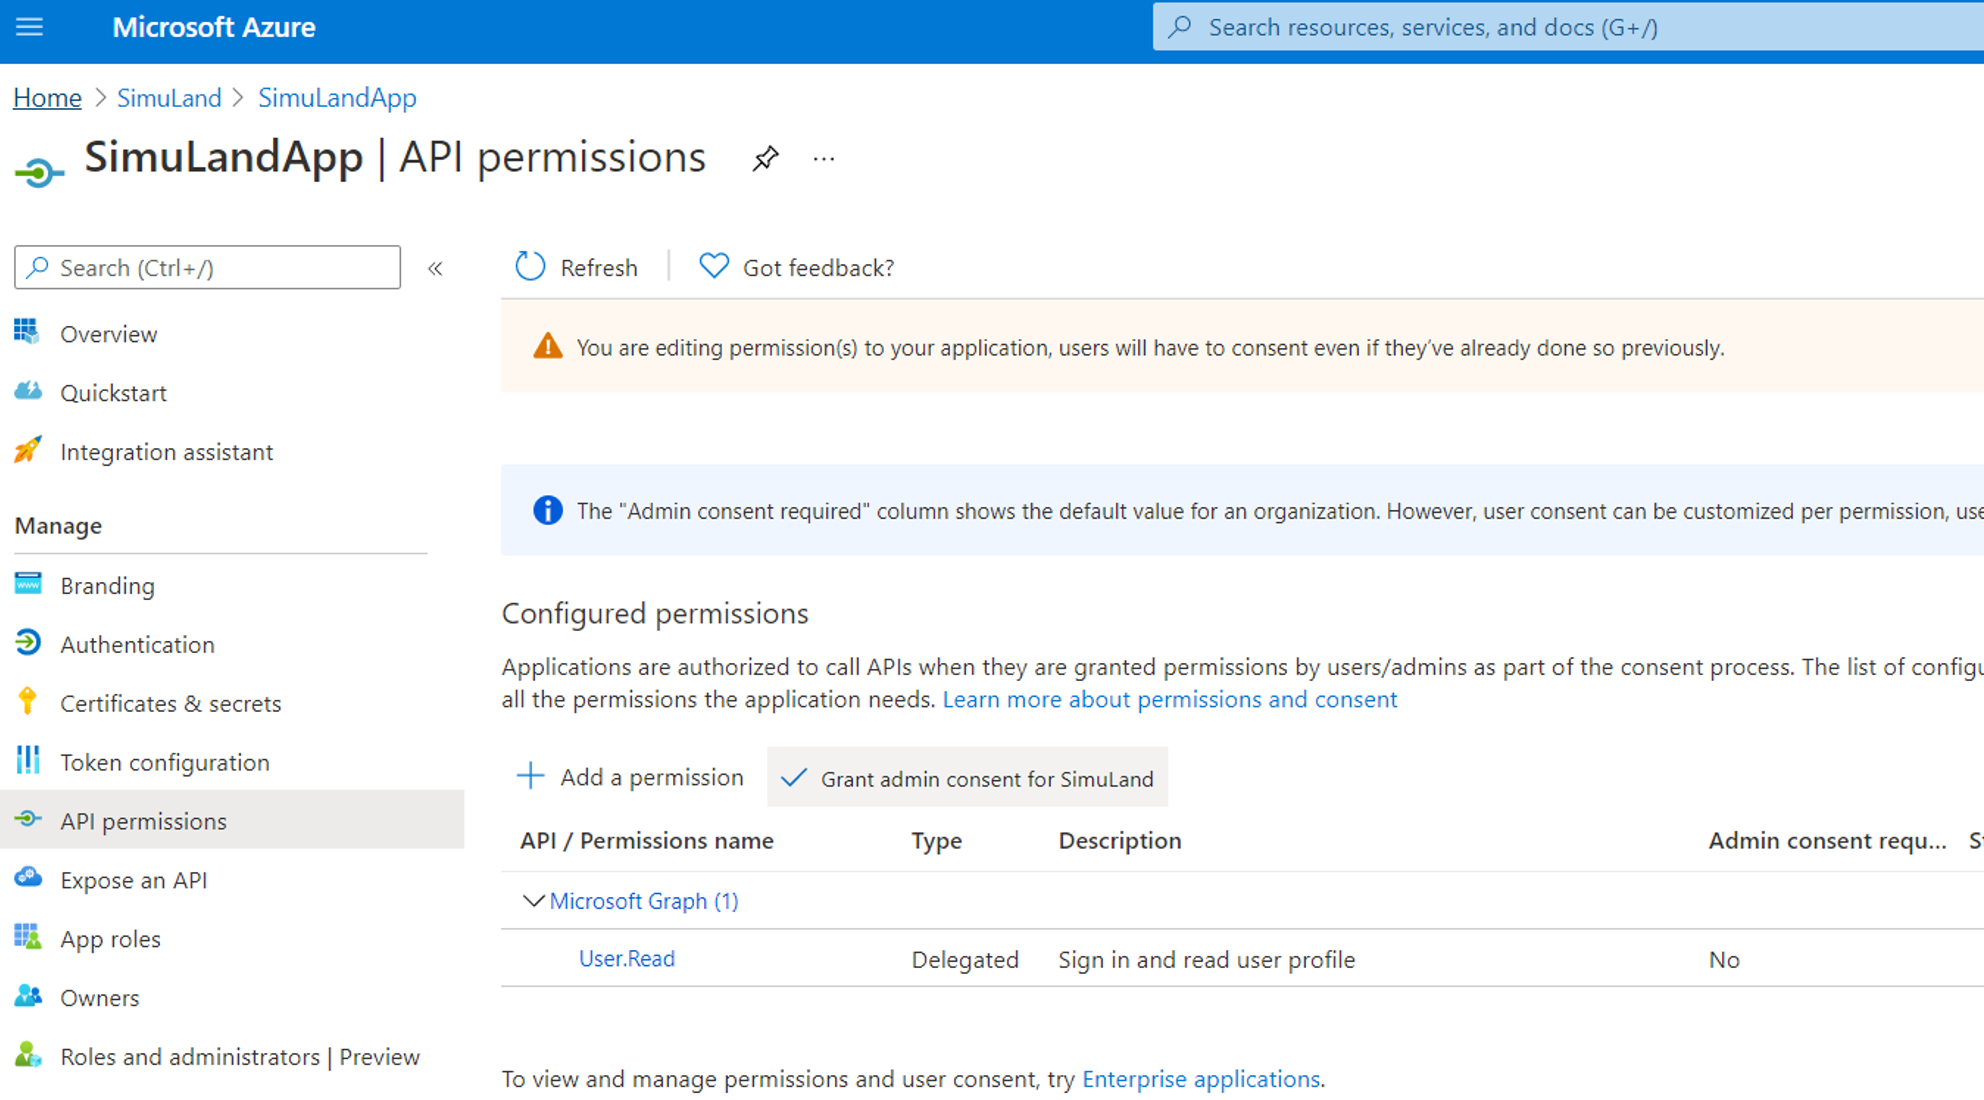 Microsoft Azure
Search resources, services, and docs (G+/)
Home > SimuLand > SimuLandApp
SimuLandApp | API permissions
...
Search (Ctrl+/)
«
Overview
Quickstart
Integration assistant
Manage
Branding
Authentication
Certificates & secrets
Token configuration
API permissions
Expose an API
App roles
Owners
Roles and administrators | Preview
Refresh
Got feedback?
You are editing permission(s) to your application, users will have to consent even if they've already done so previously.
The "Admin consent required" column shows the default value for an organization. However, user consent can be customized per permission, use
Configured permissions
Applications are authorized to call APIs when they are granted permissions by users/admins as part of the consent process. The list of configu
all the permissions the application needs. Learn more about permissions and consent
Add a permission
Grant admin consent for SimuLand
API / Permissions name Type Description Admin consent requ... S
Microsoft Graph (1)
User.Read Delegated Sign in and read user profile No
To view and manage permissions and user consent, try Enterprise applications.